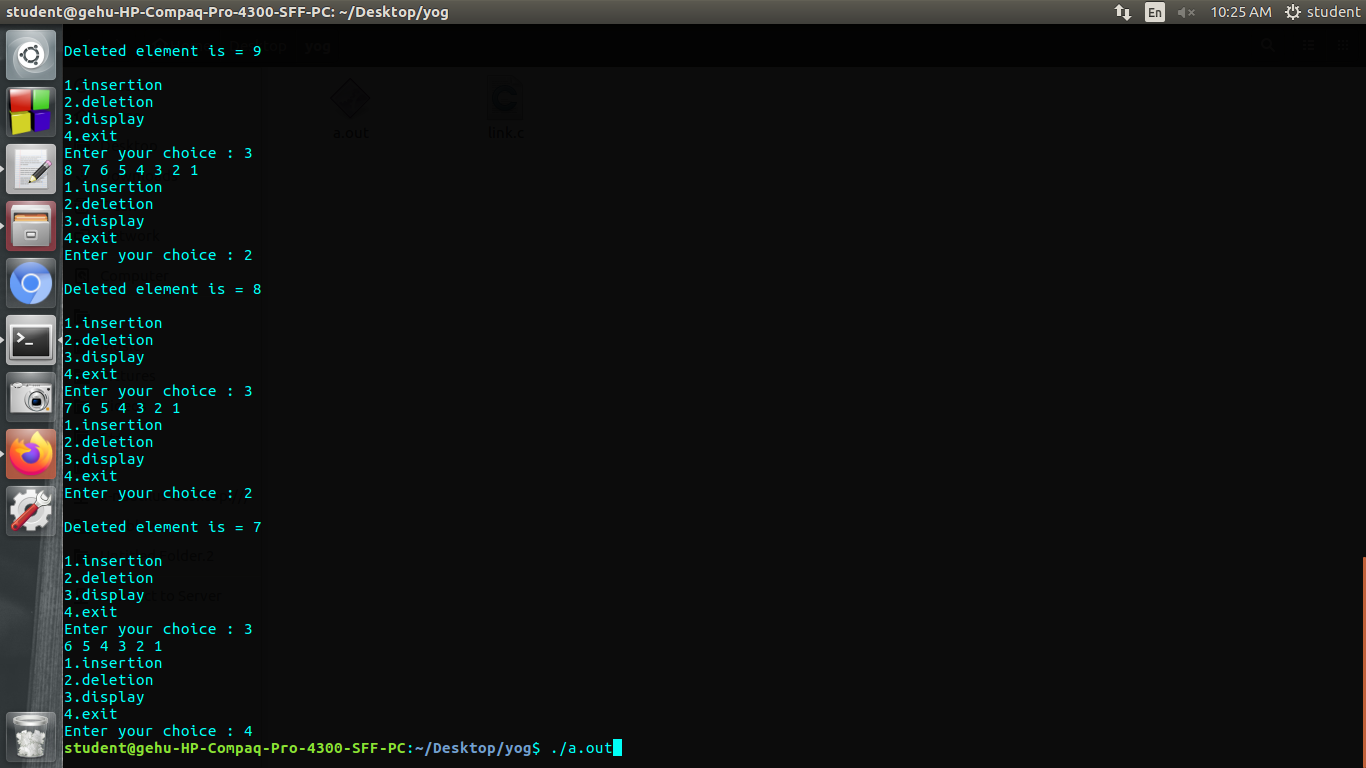 student@gehu-HP-Compaq-Pro-4300-SFF-PC: ~/Desktop/yog
En
10:25 AM
student
Deleted element is = 9
yog
1.insertion
2.deletion
3.display
4.exit
a.out
link.c
Enter your choice : 3
8 7 6 5 4 3 2 1
1.insertion
2.deletion
3.display
4.exit
Enter your choice : 2
Computer
Deleted element is = 8
1.insertion
2.deletion
3.display
4.exit
Enter your choice : 3
7 6 5 4 3 2 1
1.insertion
2.deletion
3.display
4.exit
Enter your choice : 2
Deleted element is = 7
1.insertion
2.deletion
3.display
to Server
4.exit
Enter your choice : 3
6 5 4 3 2 1
1.insertion
2.deletion
3.display
4.exit
Enter your choice : 4
student@gehu-HP-Compaq-Pro-4300-SFF-PC:~/Desktop/yog$ ./a.out